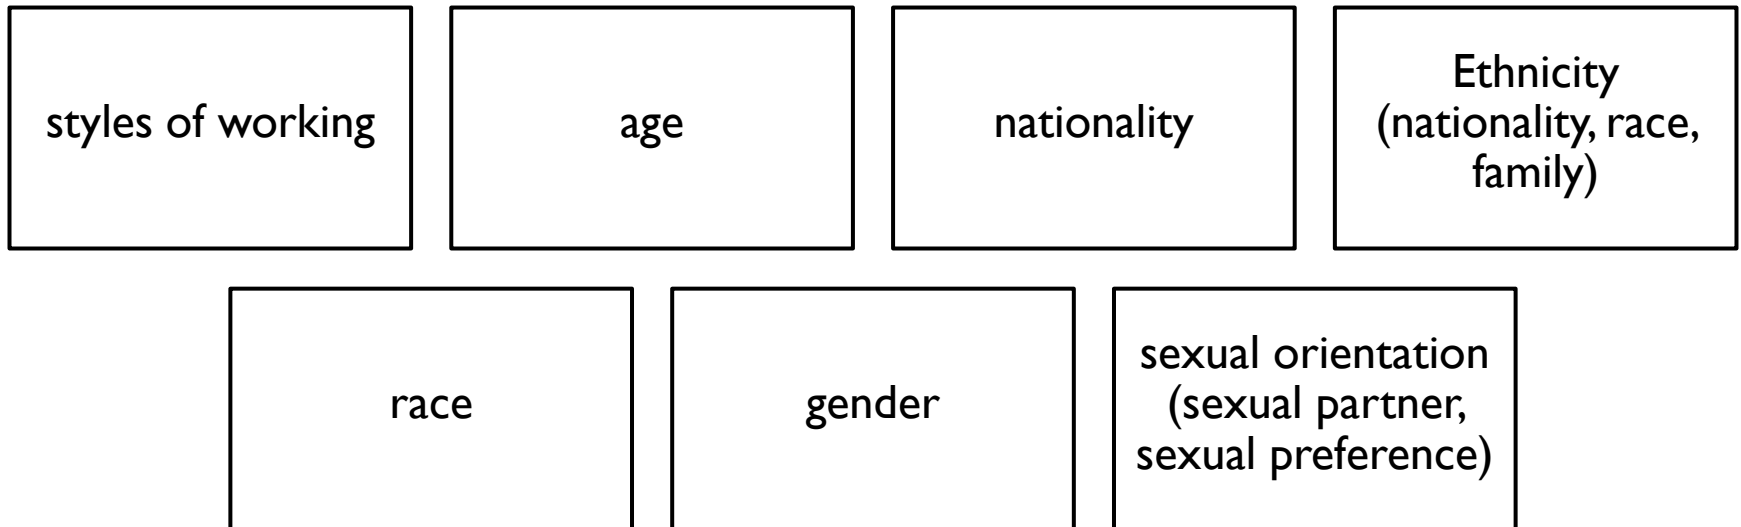 styles of working
age
nationality
Ethnicity
(nationality, race,
family)
race
gender
sexual orientation
(sexual partner,
sexual preference)